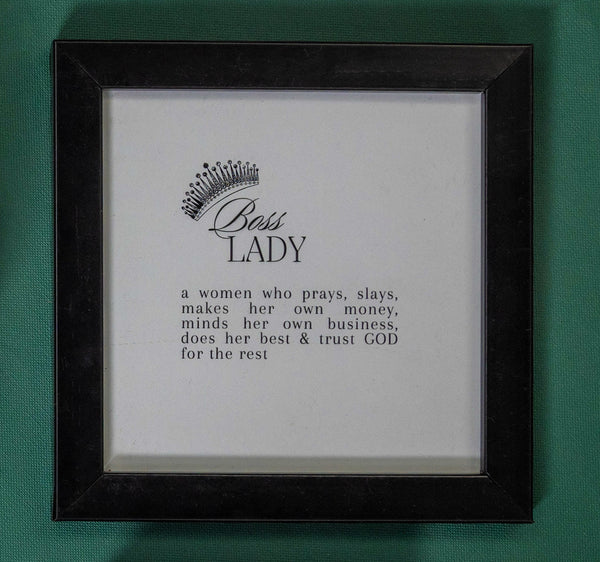 Boss
LADY
a women who prays, slays,
makes her own money,
minds her own business,
does her best & trust GOD
for the rest